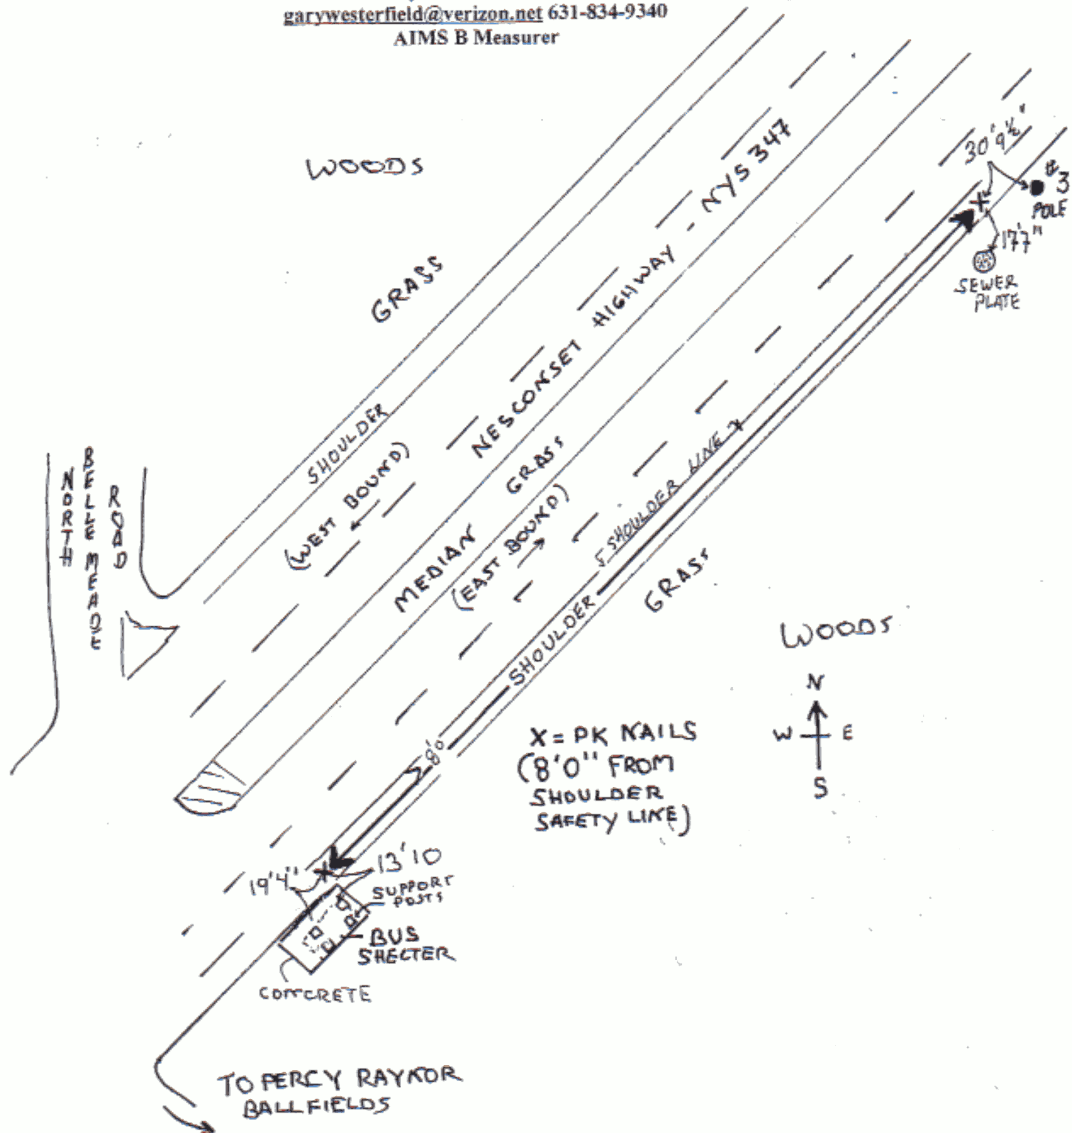 garywesterfield@verizon.net 631-834-9340
AIMS B Measurer
WOODS
GRASS
SHOULDER
(WEST BOUND)
NESCONSET HIGHWAY - NYS 347
MEDIAN GRASS
(EAST BOUND)
SHOULDER LINE
SHOULDER
GRASS
30'9½"
#3
POLE
17'7"
SEWER
PLATE
NORTH
BELLE MEADE
ROAD
WOODS
N
W E
S
X = PK NAILS
(8'0" FROM
SHOULDER
SAFETY LINE)
8'0
X
X
19'4"
13'10
SUPPORT
POSTS
BUS
SHELTER
CONCRETE
TO PERCY RAYNOR
BALLFIELDS